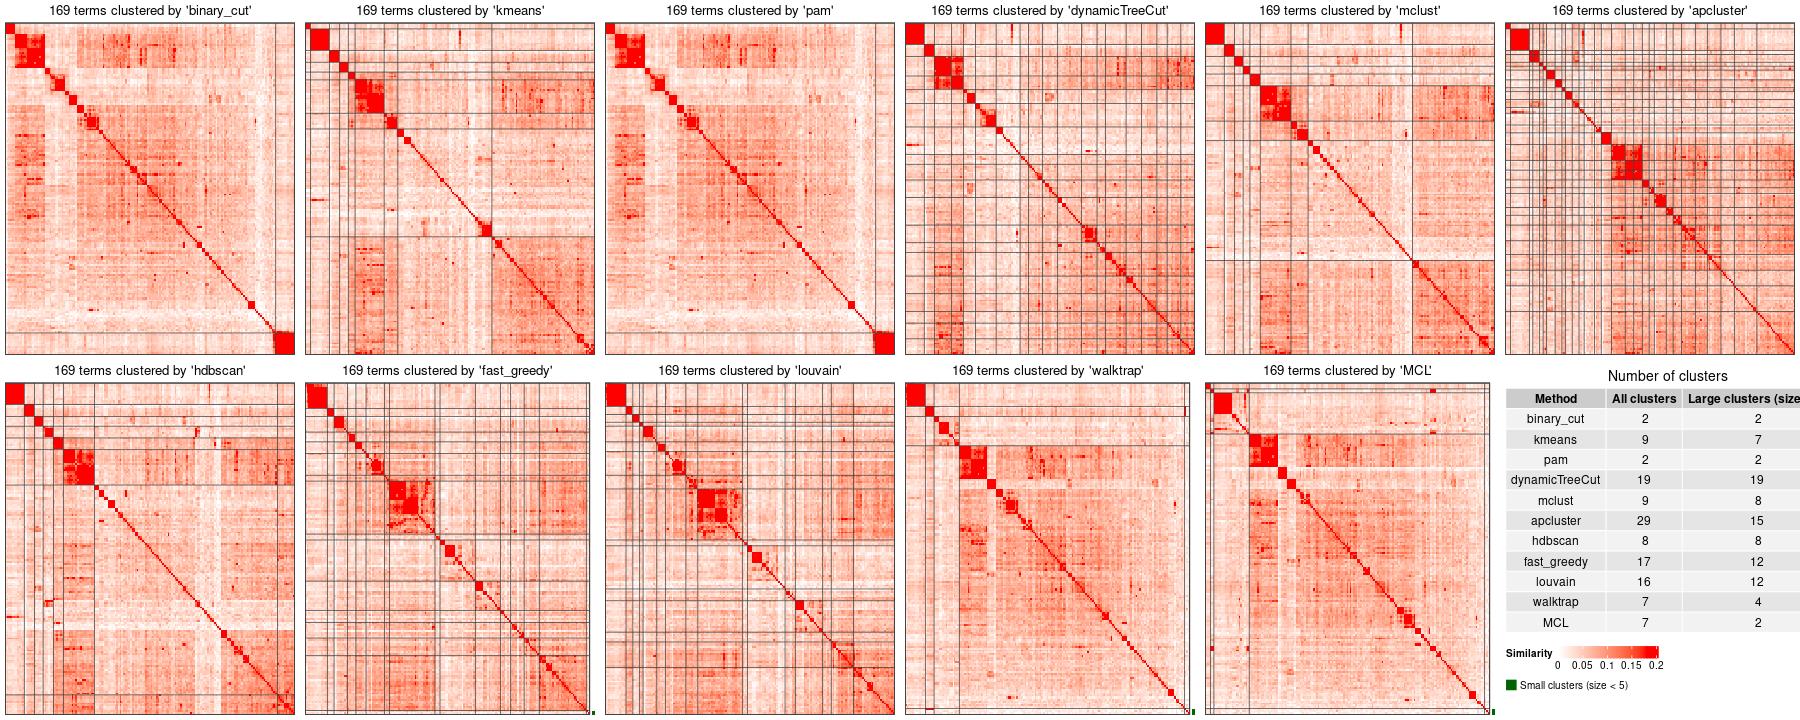 169 terms clustered by 'binary_cut'
169 terms clustered by 'kmeans'
169 terms clustered by 'pam'
169 terms clustered by 'dynamicTreeCut'
169 terms clustered by 'mclust'
169 terms clustered by 'apcluster'
169 terms clustered by 'hdbscan'
169 terms clustered by 'fast_greedy'
169 terms clustered by 'louvain'
169 terms clustered by 'walktrap'
169 terms clustered by 'MCL'
Number of clusters
Method All clusters Large clusters (size
binary_cut 2 2
kmeans 9 7
pam 2 2
dynamicTreeCut 19 19
mclust 9 8
apcluster 29 15
hdbscan 8 8
fast_greedy 17 12
louvain 16 12
walktrap 7 4
MCL 7 2
Similarity
0 0.05 0.1 0.15 0.2
Small clusters (size < 5)